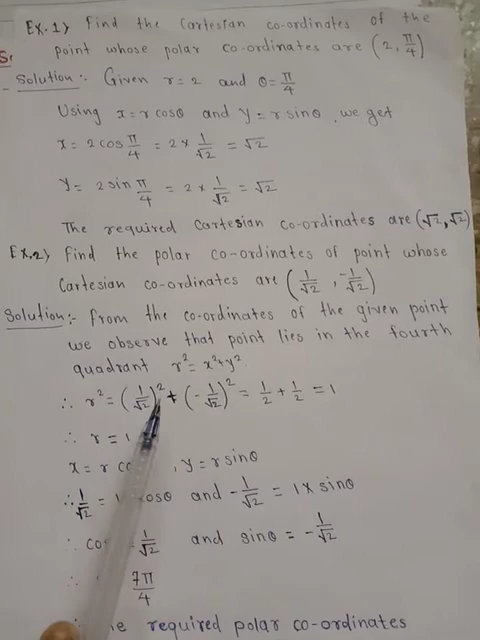 Ex.1) Find the Cartesian co-ordinates of the
point whose polar co-ordinates are (2, π/4)
Solution :- Given r = 2 and θ = π/4
Using x = r cosθ and y = r sinθ, we get
x = 2 cos π/4 = 2 × 1/√2 = √2
y = 2 sin π/4 = 2 × 1/√2 = √2
The required Cartesian co-ordinates are (√2, √2)
Ex.2) Find the polar co-ordinates of point whose
Cartesian co-ordinates are (1/√2, -1/√2)
Solution :- From the co-ordinates of the given point
we observe that point lies in the fourth
quadrant r² = x² + y²
∴ r² = (1/√2)² + (-1/√2)² = 1/2 + 1/2 = 1
∴ r = 1
x = r co , y = r sinθ
∴ 1/√2 = 1 cosθ and -1/√2 = 1 × sinθ
∴ cos = 1/√2 and sinθ = -1/√2
∴ 7π/4
required polar co-ordinates